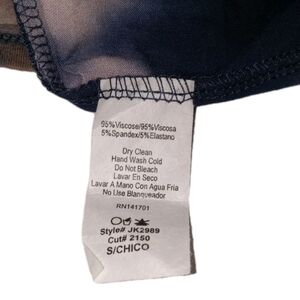 95%Viscose/95%Viscosa
5%Spandex/5%Elastano
Dry Clean
Hand Wash Cold
Do Not Bleach
Lavar En Seco
Lavar A Mano Con Agua Fria
No Use Blanqueador
RN141701
Style# JK2989
Cut# 2150
S/CHICO